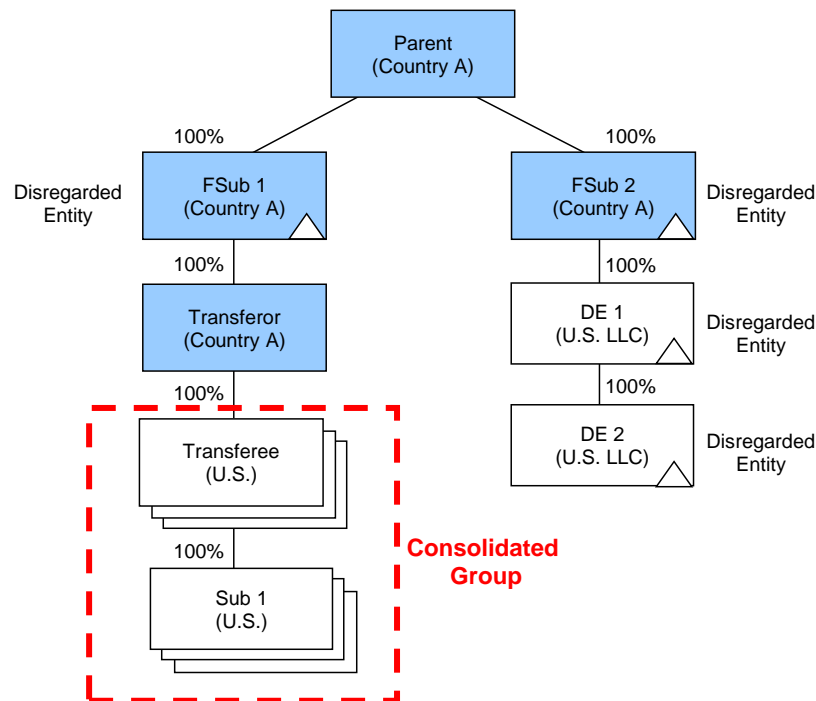 Parent
(Country A)
100%
100%
Disregarded
Entity
FSub 1
(Country A)
FSub 2
(Country A)
Disregarded
Entity
100%
100%
Transferor
(Country A)
DE 1
(U.S. LLC)
Disregarded
Entity
100%
100%
Transferee
(U.S.)
DE 2
(U.S. LLC)
Disregarded
Entity
100%
Consolidated
Group
Sub 1
(U.S.)